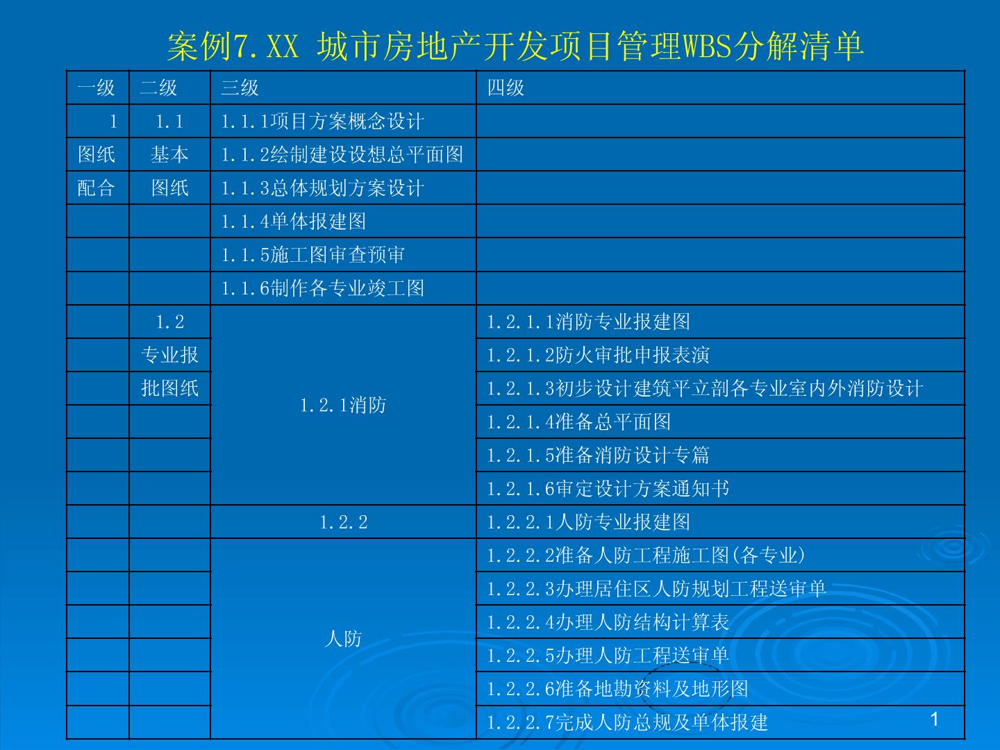 案例7.XX 城市房地产开发项目管理WBS分解清单
一级 二级 三级 四级
1 1.1 1.1.1项目方案概念设计
图纸 基本 1.1.2绘制建设设想总平面图
配合 图纸 1.1.3总体规划方案设计
1.1.4单体报建图
1.1.5施工图审查预审
1.1.6制作各专业竣工图
1.2 1.2.1.1消防专业报建图
专业报 1.2.1.2防火审批申报表演
批图纸 1.2.1.3初步设计建筑平立剖各专业室内外消防设计
1.2.1消防
1.2.1.4准备总平面图
1.2.1.5准备消防设计专篇
1.2.1.6审定设计方案通知书
1.2.2 1.2.2.1人防专业报建图
1.2.2.2准备人防工程施工图(各专业)
1.2.2.3办理居住区人防规划工程送审单
1.2.2.4办理人防结构计算表
人防
1.2.2.5办理人防工程送审单
1.2.2.6准备地勘资料及地形图
1.2.2.7完成人防总规及单体报建
1